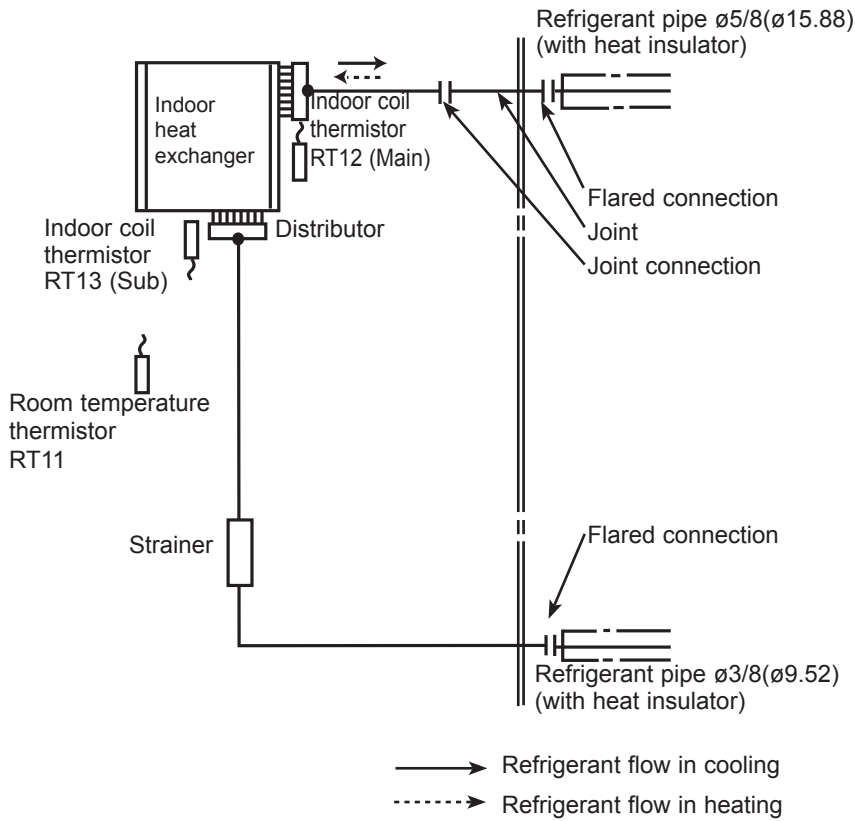 Refrigerant pipe ø5/8(ø15.88)
(with heat insulator)
Indoor
heat
exchanger
Indoor coil
thermistor
RT12 (Main)
Flared connection
Joint
Joint connection
Distributor
Indoor coil
thermistor
RT13 (Sub)
Room temperature
thermistor
RT11
Strainer
Flared connection
Refrigerant pipe ø3/8(ø9.52)
(with heat insulator)
Refrigerant flow in cooling
Refrigerant flow in heating